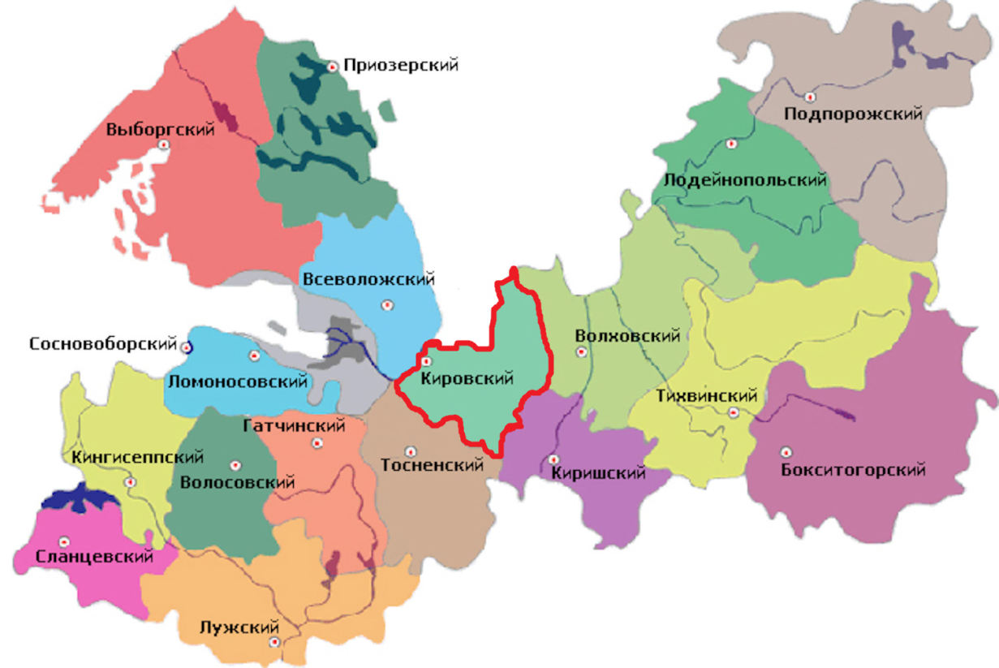 Приозерский
Подпорожский
Выборгский
Лодейнопольский
Всеволожский
Волховский
Сосновоборский
Кировский
Ломоносовский
Тихвинский
Гатчинский
Кингисеппский
Тосненский
Киришский
Бокситогорский
Волосовский
Сланцевский
Лужский